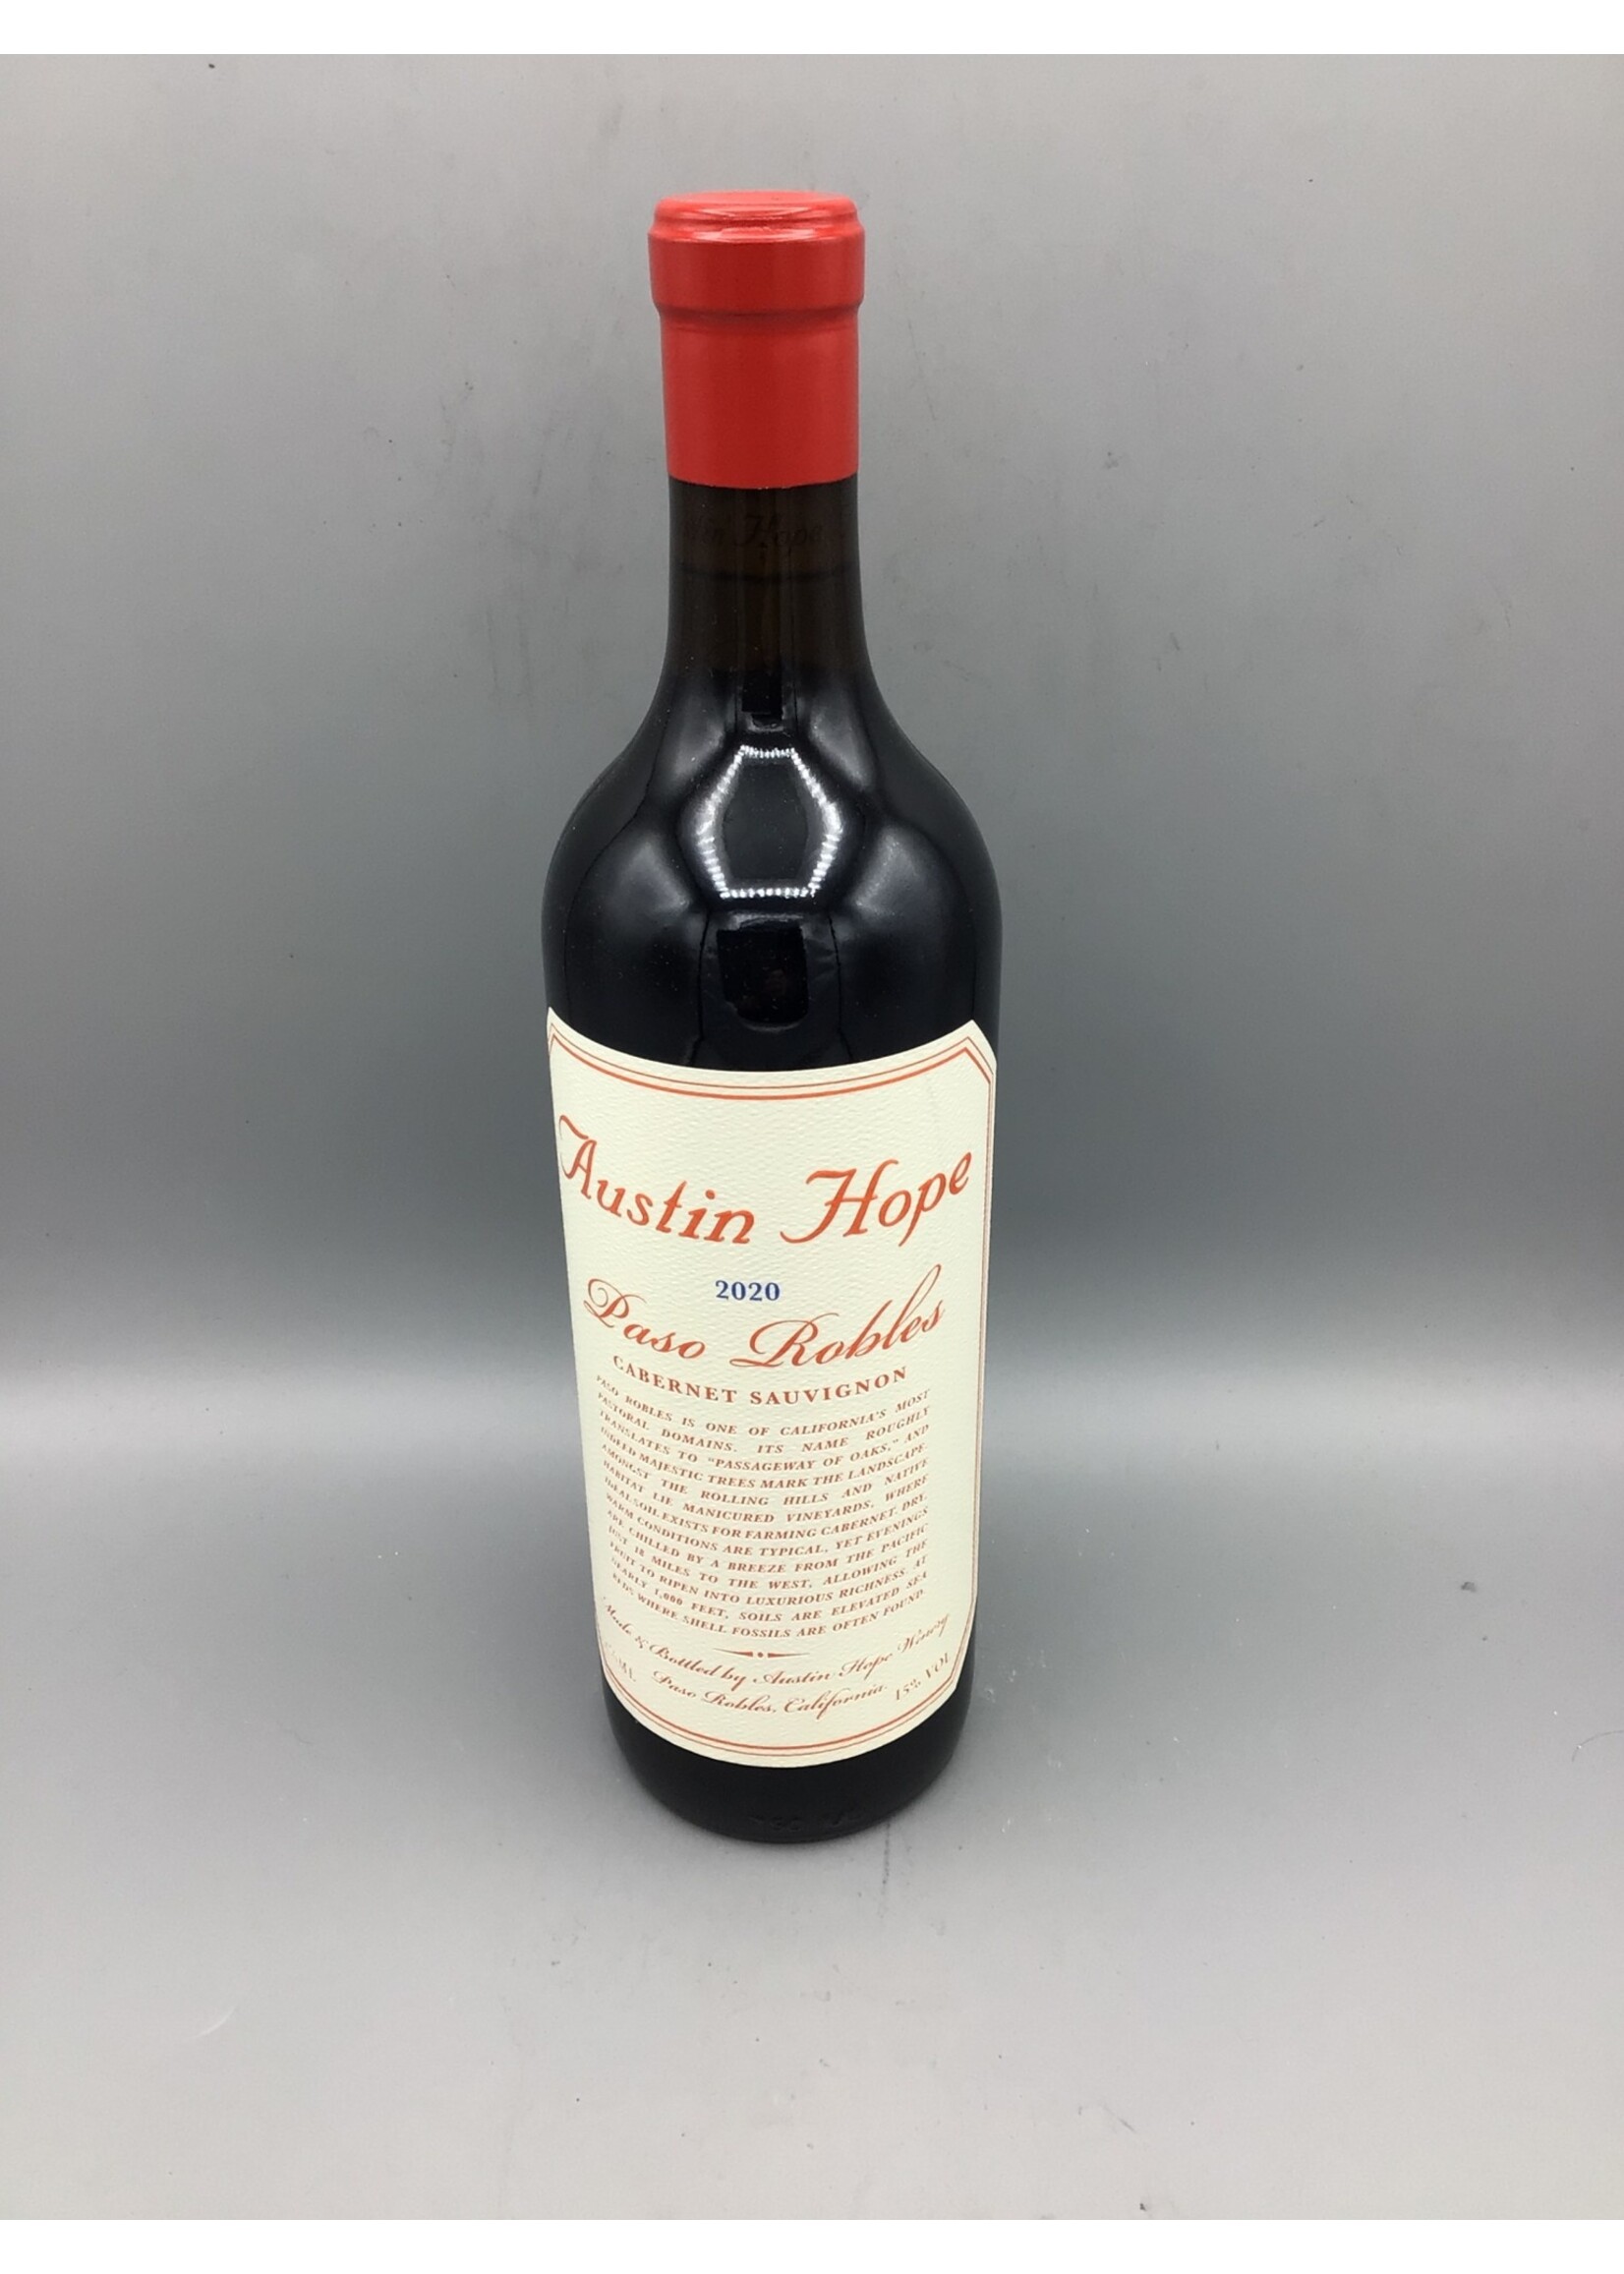 Hope
Austin Hope
2020
Paso Robles
CABERNET SAUVIGNON
PASO ROBLES IS ONE OF CALIFORNIA'S MOST
PASTORAL DOMAINS. ITS NAME ROUGHLY
TRANSLATES TO "PASSAGEWAY OF OAKS." AND
INDEED MAJESTIC TREES MARK THE LANDSCAPE.
AMONGST THE ROLLING HILLS AND NATIVE
HABITAT LIE MANICURED VINEYARDS, WHERE
IDEAL SOIL EXISTS FOR FARMING CABERNET. DRY,
WARM CONDITIONS ARE TYPICAL, YET EVENINGS
ARE CHILLED BY A BREEZE FROM THE PACIFIC
JUST 18 MILES TO THE WEST, ALLOWING THE
FRUIT TO RIPEN INTO LUXURIOUS RICHNESS. AT
NEARLY 1,000 FEET, SOILS ARE ELEVATED SEA
BEDS WHERE SHELL FOSSILS ARE OFTEN FOUND.
Made & Bottled by Austin Hope Winery
ML Paso Robles, California 15% VOL